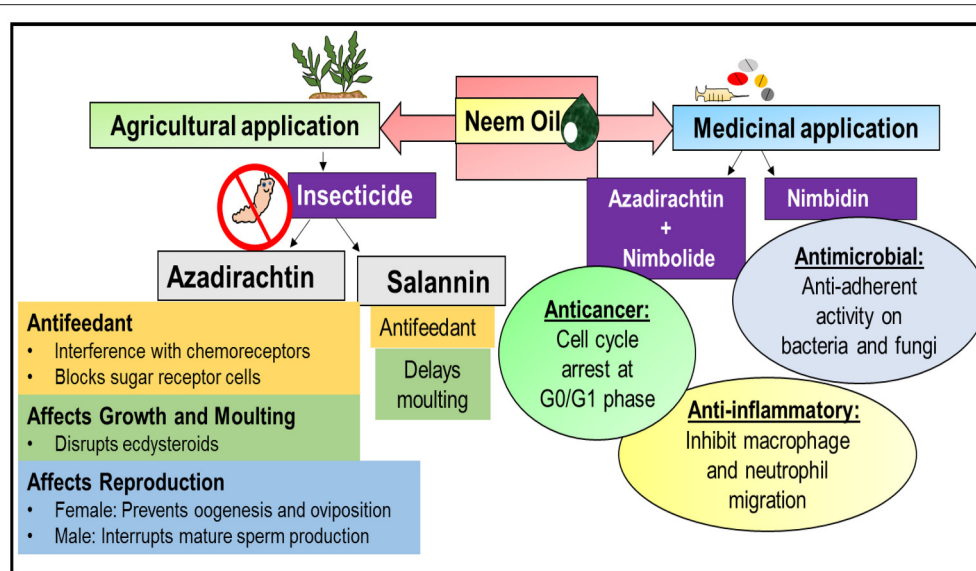 Neem Oil
Agricultural application
Insecticide
Azadirachtin
Antifeedant
• Interference with chemoreceptors
• Blocks sugar receptor cells
Affects Growth and Moulting
• Disrupts ecdysteroids
Affects Reproduction
• Female: Prevents oogenesis and oviposition
• Male: Interrupts mature sperm production
Salannin
Antifeedant
Delays
moulting
Medicinal application
Azadirachtin
+
Nimbolide
Nimbidin
Anticancer:
Cell cycle
arrest at
G0/G1 phase
Antimicrobial:
Anti-adherent
activity on
bacteria and fungi
Anti-inflammatory:
Inhibit macrophage
and neutrophil
migration